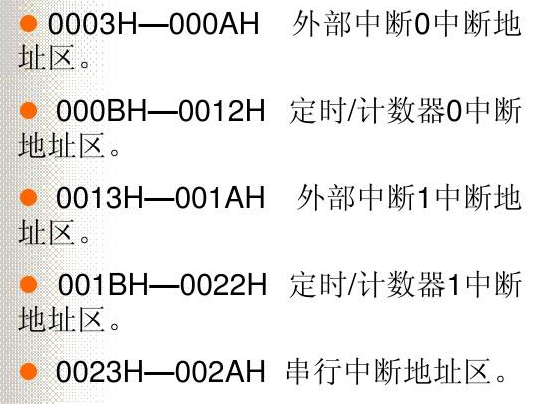 ● 0003H—000AH 外部中断0中断地
址区。
● 000BH—0012H 定时/计数器0中断
地址区。
● 0013H—001AH 外部中断1中断地
址区。
● 001BH—0022H 定时/计数器1中断
地址区。
● 0023H—002AH 串行中断地址区。